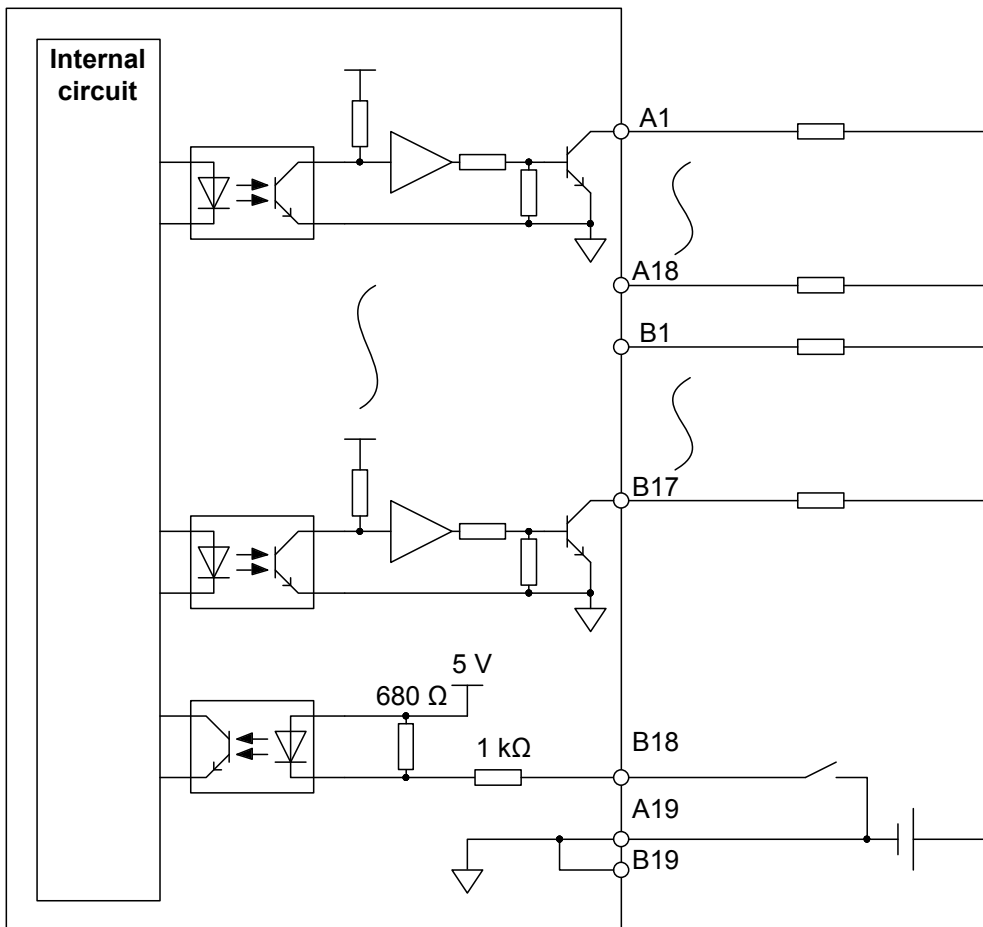 Internal
circuit
A1
A18
B1
B17
5 V
680 Ω
1 kΩ
B18
A19
B19